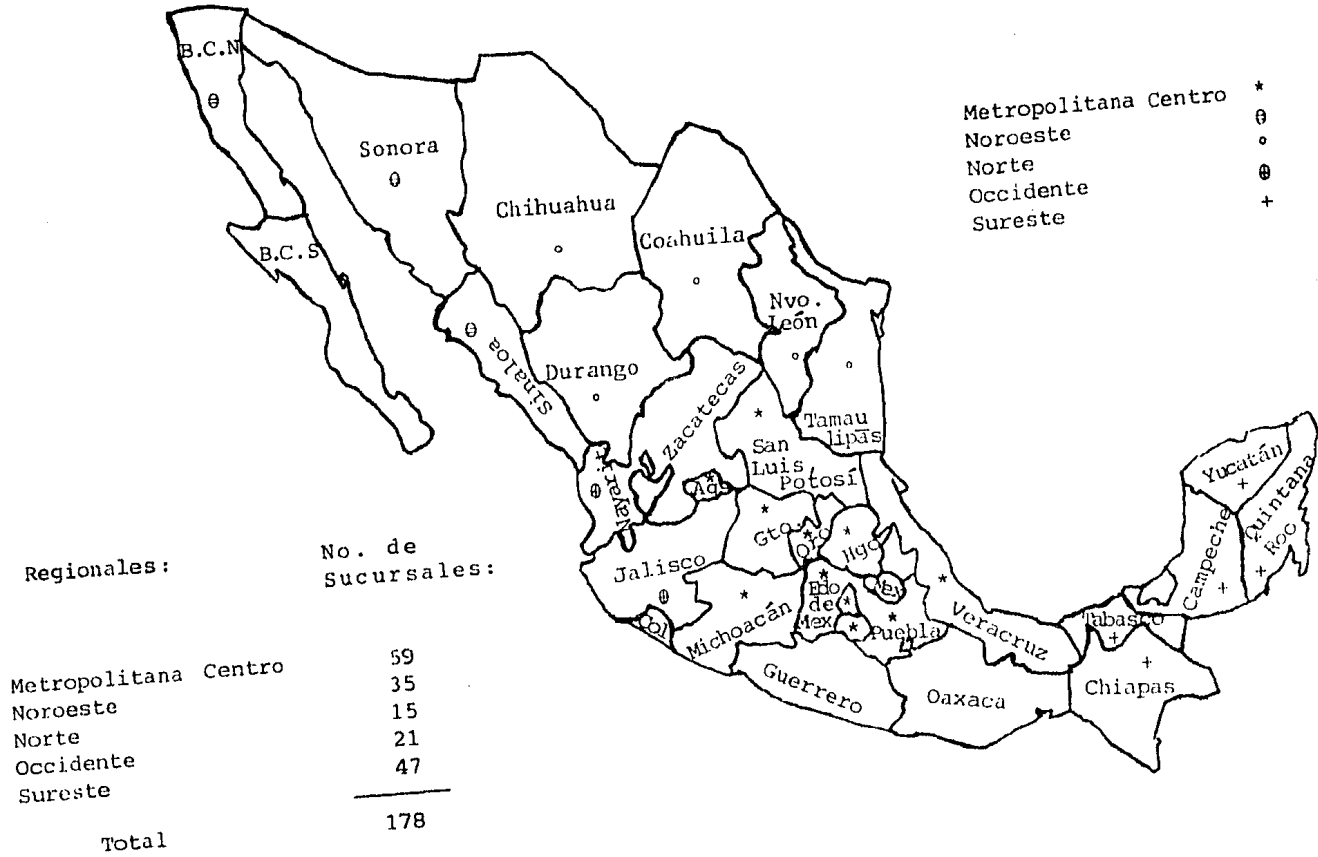 B.C.N
Sonora
Chihuahua
Coahuila
B.C.S
Nvo.
León
Sinaloa
Durango
Zacatecas
Tamau
lipas
San
Luis
Potosí
Nayarit
Ags
Gto.
Qro
Hgo
Jalisco
Col
Michoacán
Edo
de
Mex
Puebla
Veracruz
Guerrero
Oaxaca
Tabasco
Chiapas
Campeche
Yucatán
Quintana
Roo
Metropolitana Centro *
Noroeste θ
Norte o
Occidente ⊕
Sureste +
Regionales: No. de Sucursales:
Metropolitana Centro 59
Noroeste 35
Norte 15
Occidente 21
Sureste 47
Total 178